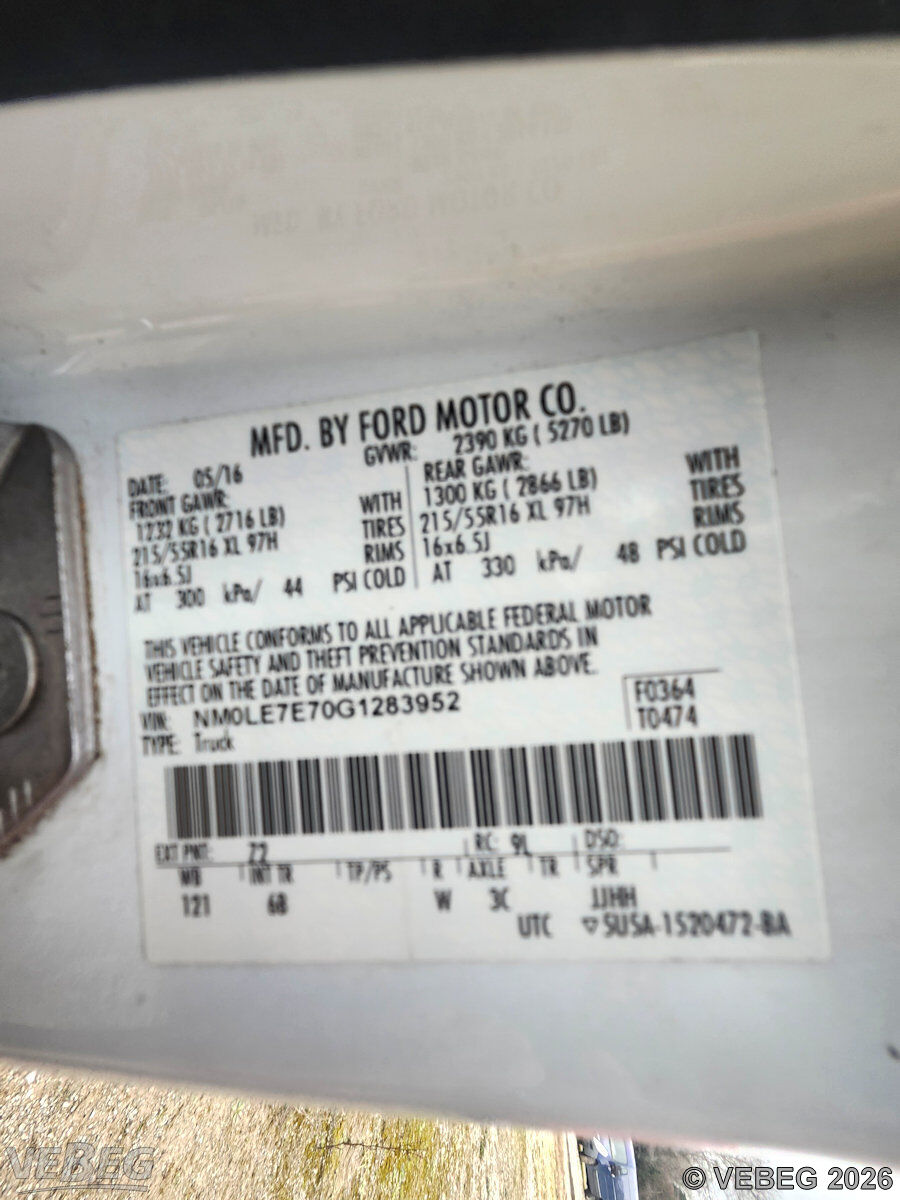 MFD. BY FORD MOTOR CO.
DATE: 05/16 GVWR: 2390 KG ( 5270 LB)
FRONT GAWR: REAR GAWR:
1232 KG ( 2716 LB) WITH 1300 KG ( 2866 LB) WITH
215/55R16 XL 97H TIRES 215/55R16 XL 97H TIRES
16x6.5J RIMS 16x6.5J RIMS
AT 300 kPa/ 44 PSI COLD AT 330 kPa/ 48 PSI COLD
THIS VEHICLE CONFORMS TO ALL APPLICABLE FEDERAL MOTOR
VEHICLE SAFETY AND THEFT PREVENTION STANDARDS IN
EFFECT ON THE DATE OF MANUFACTURE SHOWN ABOVE.
VIN: NM0LE7E70G1283952 F0364
TYPE: Truck T0474
EXT PNT: Z2 RC: 9L DSO:
WB INT TR TP/PS R AXLE TR SPR
121 6B W 3C JJHH
UTC ▽5U5A-1520472-BA
VEBEG
© VEBEG 2026